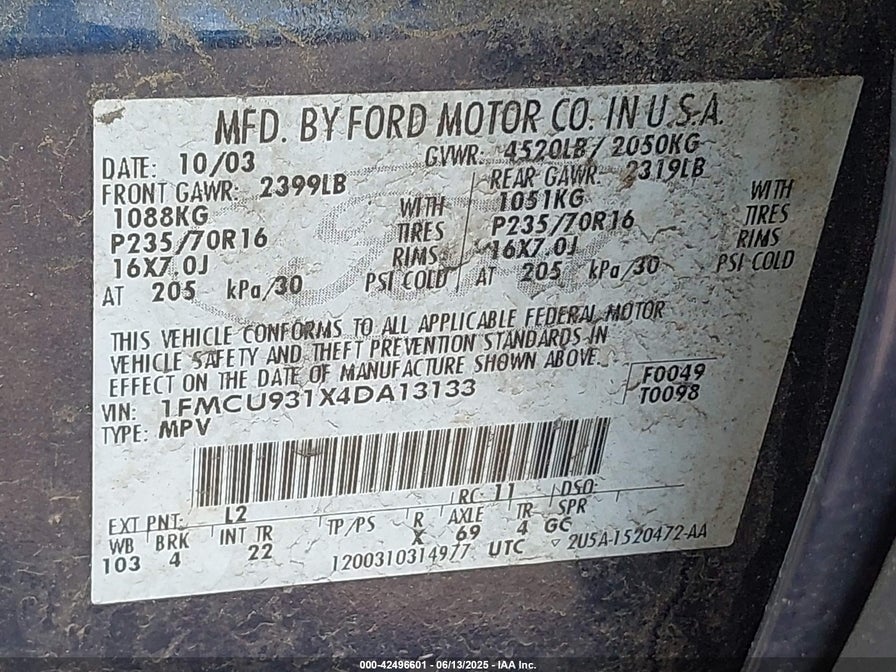 MFD. BY FORD MOTOR CO. IN U.S.A.
DATE: 10/03 GVWR: 4520LB / 2050KG
FRONT GAWR: 2399LB REAR GAWR: 2319LB
1088KG WITH 1051KG WITH
P235/70R16 TIRES P235/70R16 TIRES
16X7.0J RIMS 16X7.0J RIMS
AT 205 kPa/30 PSI COLD AT 205 kPa/30 PSI COLD
THIS VEHICLE CONFORMS TO ALL APPLICABLE FEDERAL MOTOR
VEHICLE SAFETY AND THEFT PREVENTION STANDARDS IN
EFFECT ON THE DATE OF MANUFACTURE SHOWN ABOVE.
F0049
VIN: 1FMCU931X4DA13133 T0098
TYPE: MPV
EXT PNT: L2 RC: 11 DSO:
WB BRK INT TR TP/PS R AXLE TR SPR
103 4 22 X 69 4 GC
1200310314977 UTC ▽ 2U5A-1520472-AA
000-42496601 - 06/13/2025 - IAA Inc.